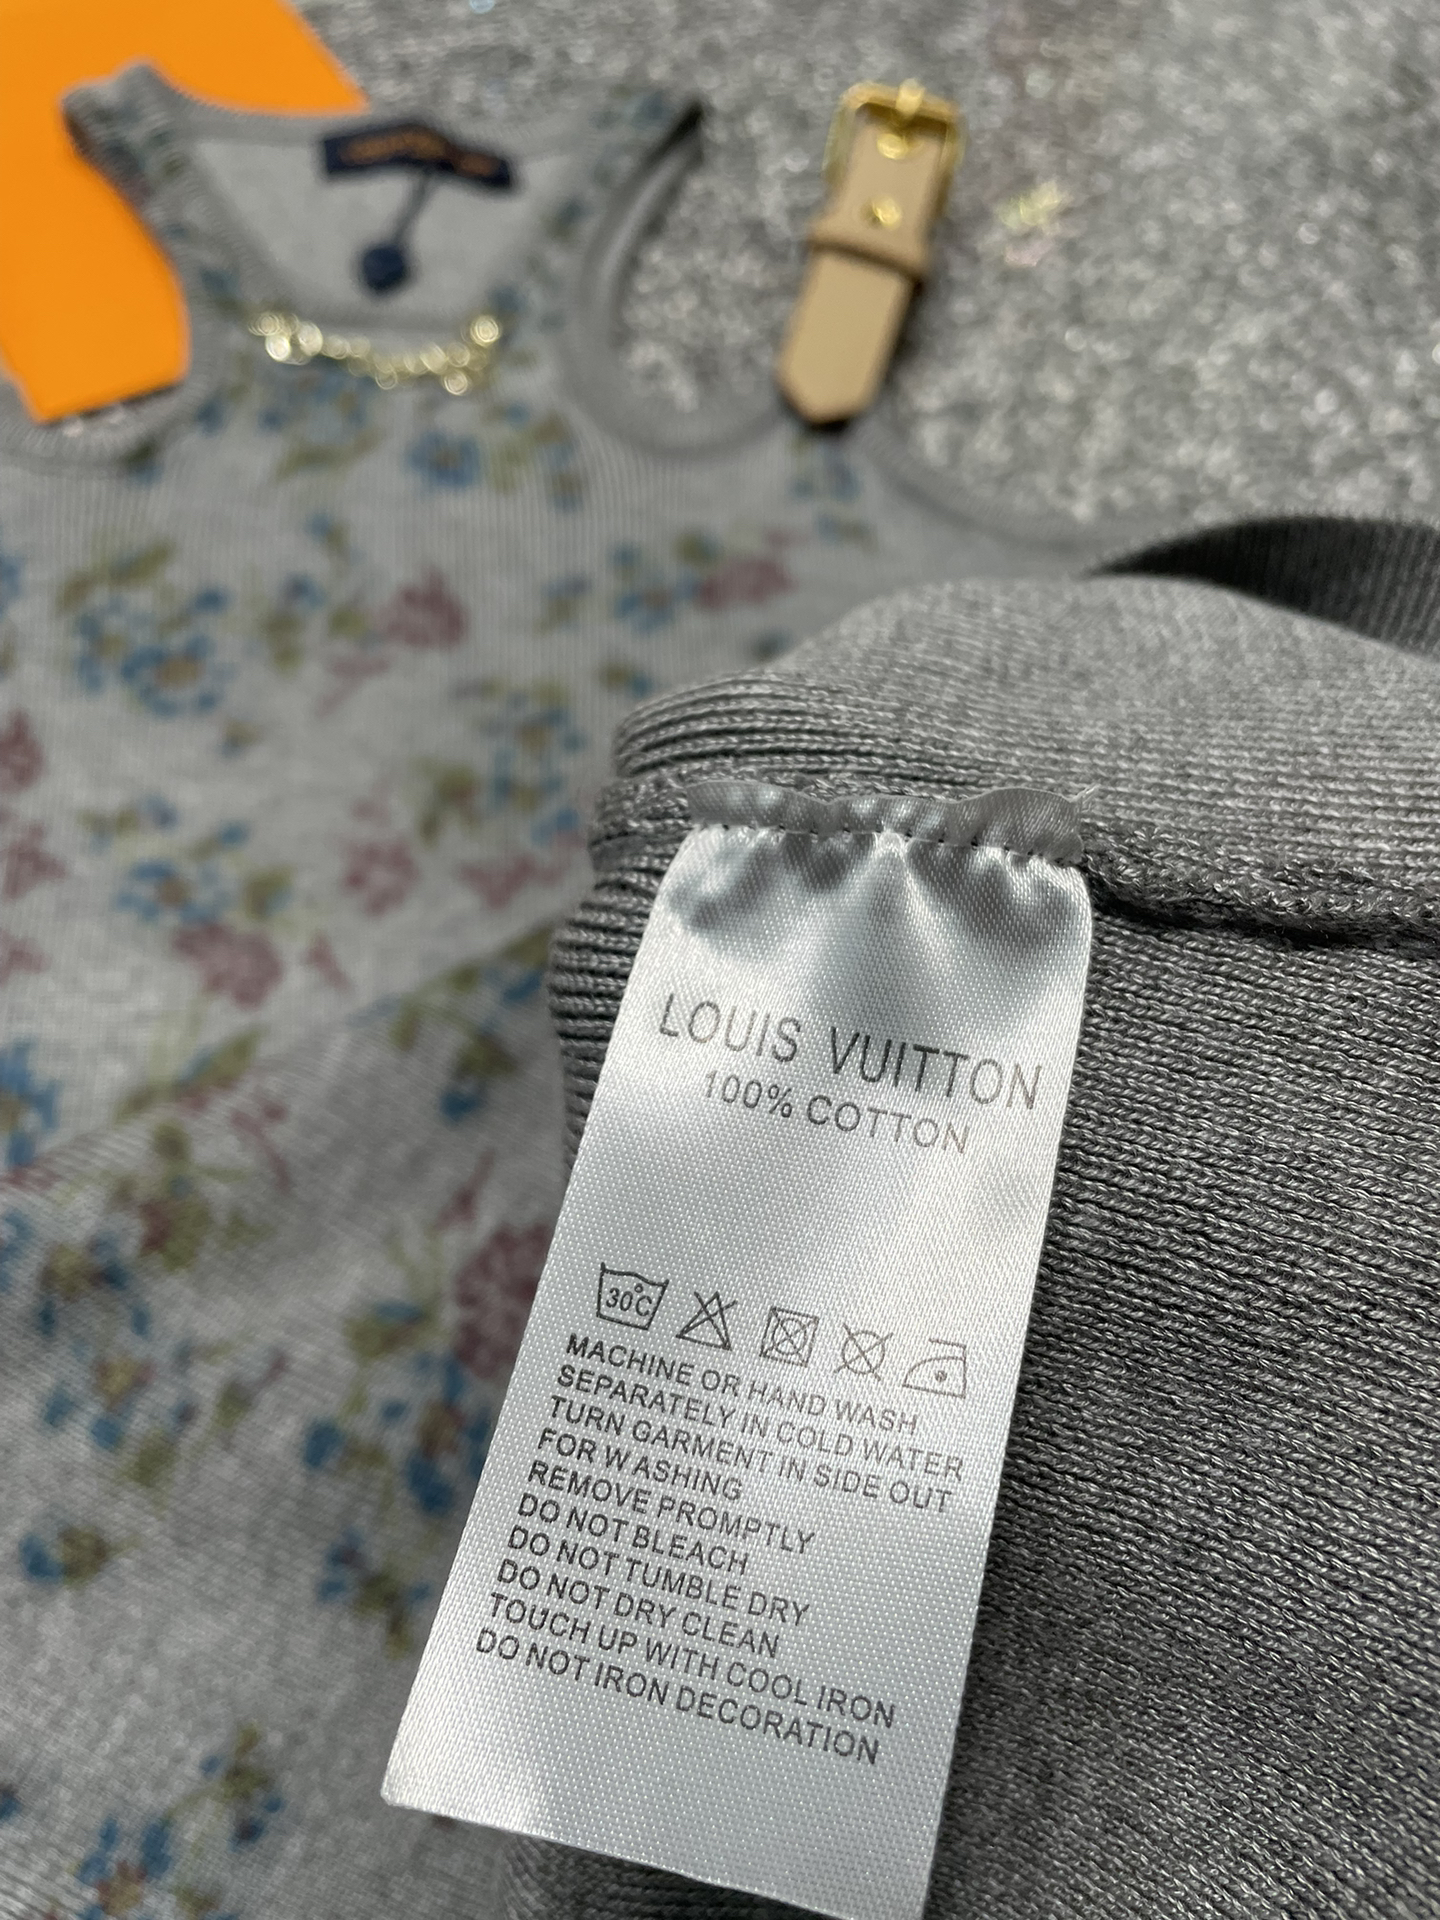 LOUIS VUITTON
100% COTTON
30°C
MACHINE OR HAND WASH
SEPARATELY IN COLD WATER
TURN GARMENT IN SIDE OUT
FOR W ASHING
REMOVE PROMPTLY
DO NOT BLEACH
DO NOT TUMBLE DRY
DO NOT DRY CLEAN
TOUCH UP WITH COOL IRON
DO NOT IRON DECORATION